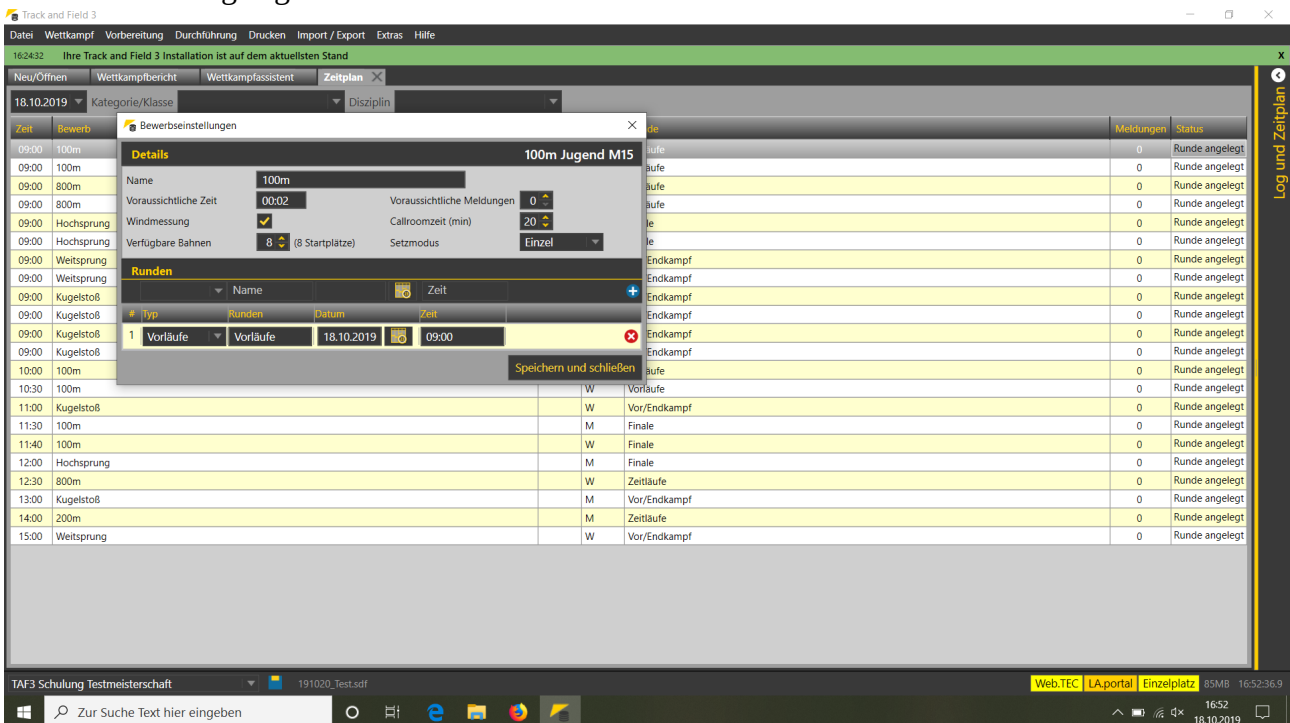 Track and Field 3
Datei Wettkampf Vorbereitung Durchführung Drucken Import / Export Extras Hilfe
16:24:32 Ihre Track and Field 3 Installation ist auf dem aktuellsten Stand X
Neu/Öffnen Wettkampfbericht Wettkampfassistent Zeitplan
18.10.2019 Kategorie/Klasse Disziplin
Log und Zeitplan
Zeit Bewerb de Meldungen Status
09:00 100m äufe 0 Runde angelegt
09:00 100m äufe 0 Runde angelegt
09:00 800m äufe 0 Runde angelegt
09:00 800m äufe 0 Runde angelegt
09:00 Hochsprung le 0 Runde angelegt
09:00 Hochsprung le 0 Runde angelegt
09:00 Weitsprung Endkampf 0 Runde angelegt
09:00 Weitsprung Endkampf 0 Runde angelegt
09:00 Kugelstoß Endkampf 0 Runde angelegt
09:00 Kugelstoß Endkampf 0 Runde angelegt
09:00 Kugelstoß Endkampf 0 Runde angelegt
09:00 Kugelstoß Endkampf 0 Runde angelegt
10:00 100m äufe 0 Runde angelegt
10:30 100m W Vorläufe 0 Runde angelegt
11:00 Kugelstoß W Vor/Endkampf 0 Runde angelegt
11:30 100m M Finale 0 Runde angelegt
11:40 100m W Finale 0 Runde angelegt
12:00 Hochsprung M Finale 0 Runde angelegt
12:30 800m W Zeitläufe 0 Runde angelegt
13:00 Kugelstoß M Vor/Endkampf 0 Runde angelegt
14:00 200m M Zeitläufe 0 Runde angelegt
15:00 Weitsprung W Vor/Endkampf 0 Runde angelegt
Bewerbseinstellungen
Details 100m Jugend M15
Name 100m
Voraussichtliche Zeit 00:02 Voraussichtliche Meldungen 0
Windmessung Callroomzeit (min) 20
Verfügbare Bahnen 8 (8 Startplätze) Setzmodus Einzel
Runden
Name Zeit
# Typ Runden Datum Zeit
1 Vorläufe Vorläufe 18.10.2019 09:00
Speichern und schließen
TAF3 Schulung Testmeisterschaft 191020_Test.sdf Web.TEC LA.portal Einzelplatz 85MB 16:52:36.9
Zur Suche Text hier eingeben 16:52
18.10.2019